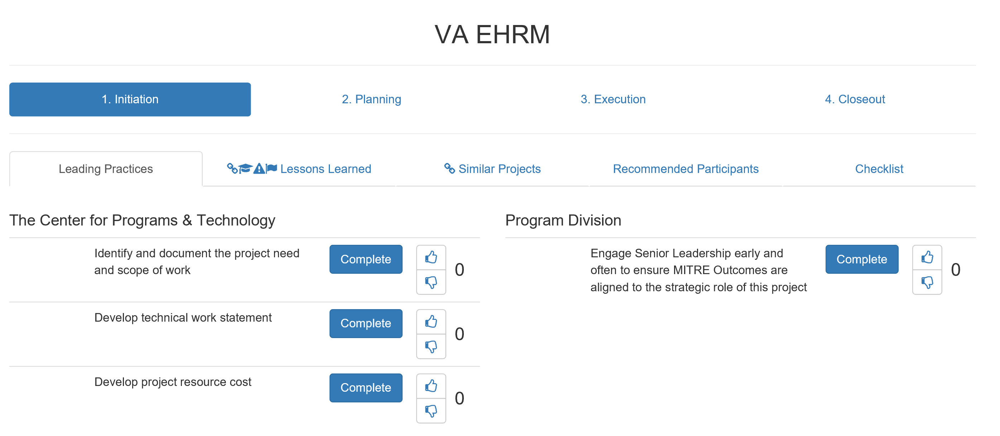 VA EHRM
1. Initiation
2. Planning
3. Execution
4. Closeout
Leading Practices
Lessons Learned
Similar Projects
Recommended Participants
Checklist
The Center for Programs & Technology
Identify and document the project need
and scope of work
Complete
0
Develop technical work statement
Complete
0
Develop project resource cost
Complete
0
Program Division
Engage Senior Leadership early and
often to ensure MITRE Outcomes are
aligned to the strategic role of this project
Complete
0